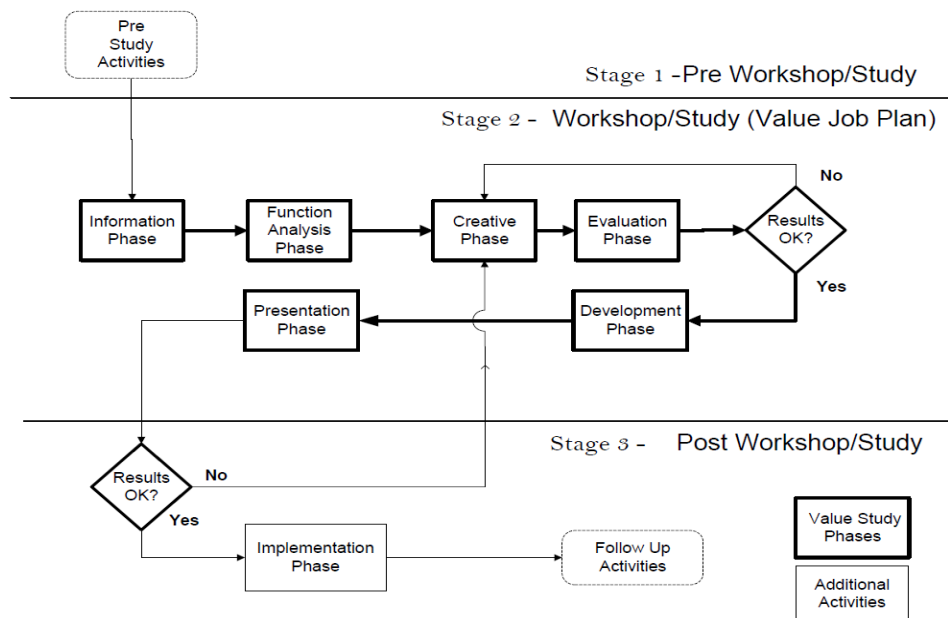 Pre
Study
Activities
Stage 1 -Pre Workshop/Study
Stage 2 - Workshop/Study (Value Job Plan)
No
Information
Phase
Function
Analysis
Phase
Creative
Phase
Evaluation
Phase
Results
OK?
Yes
Presentation
Phase
Development
Phase
Stage 3 - Post Workshop/Study
Results
OK?
No
Yes
Implementation
Phase
Follow Up
Activities
Value Study
Phases
Additional
Activities